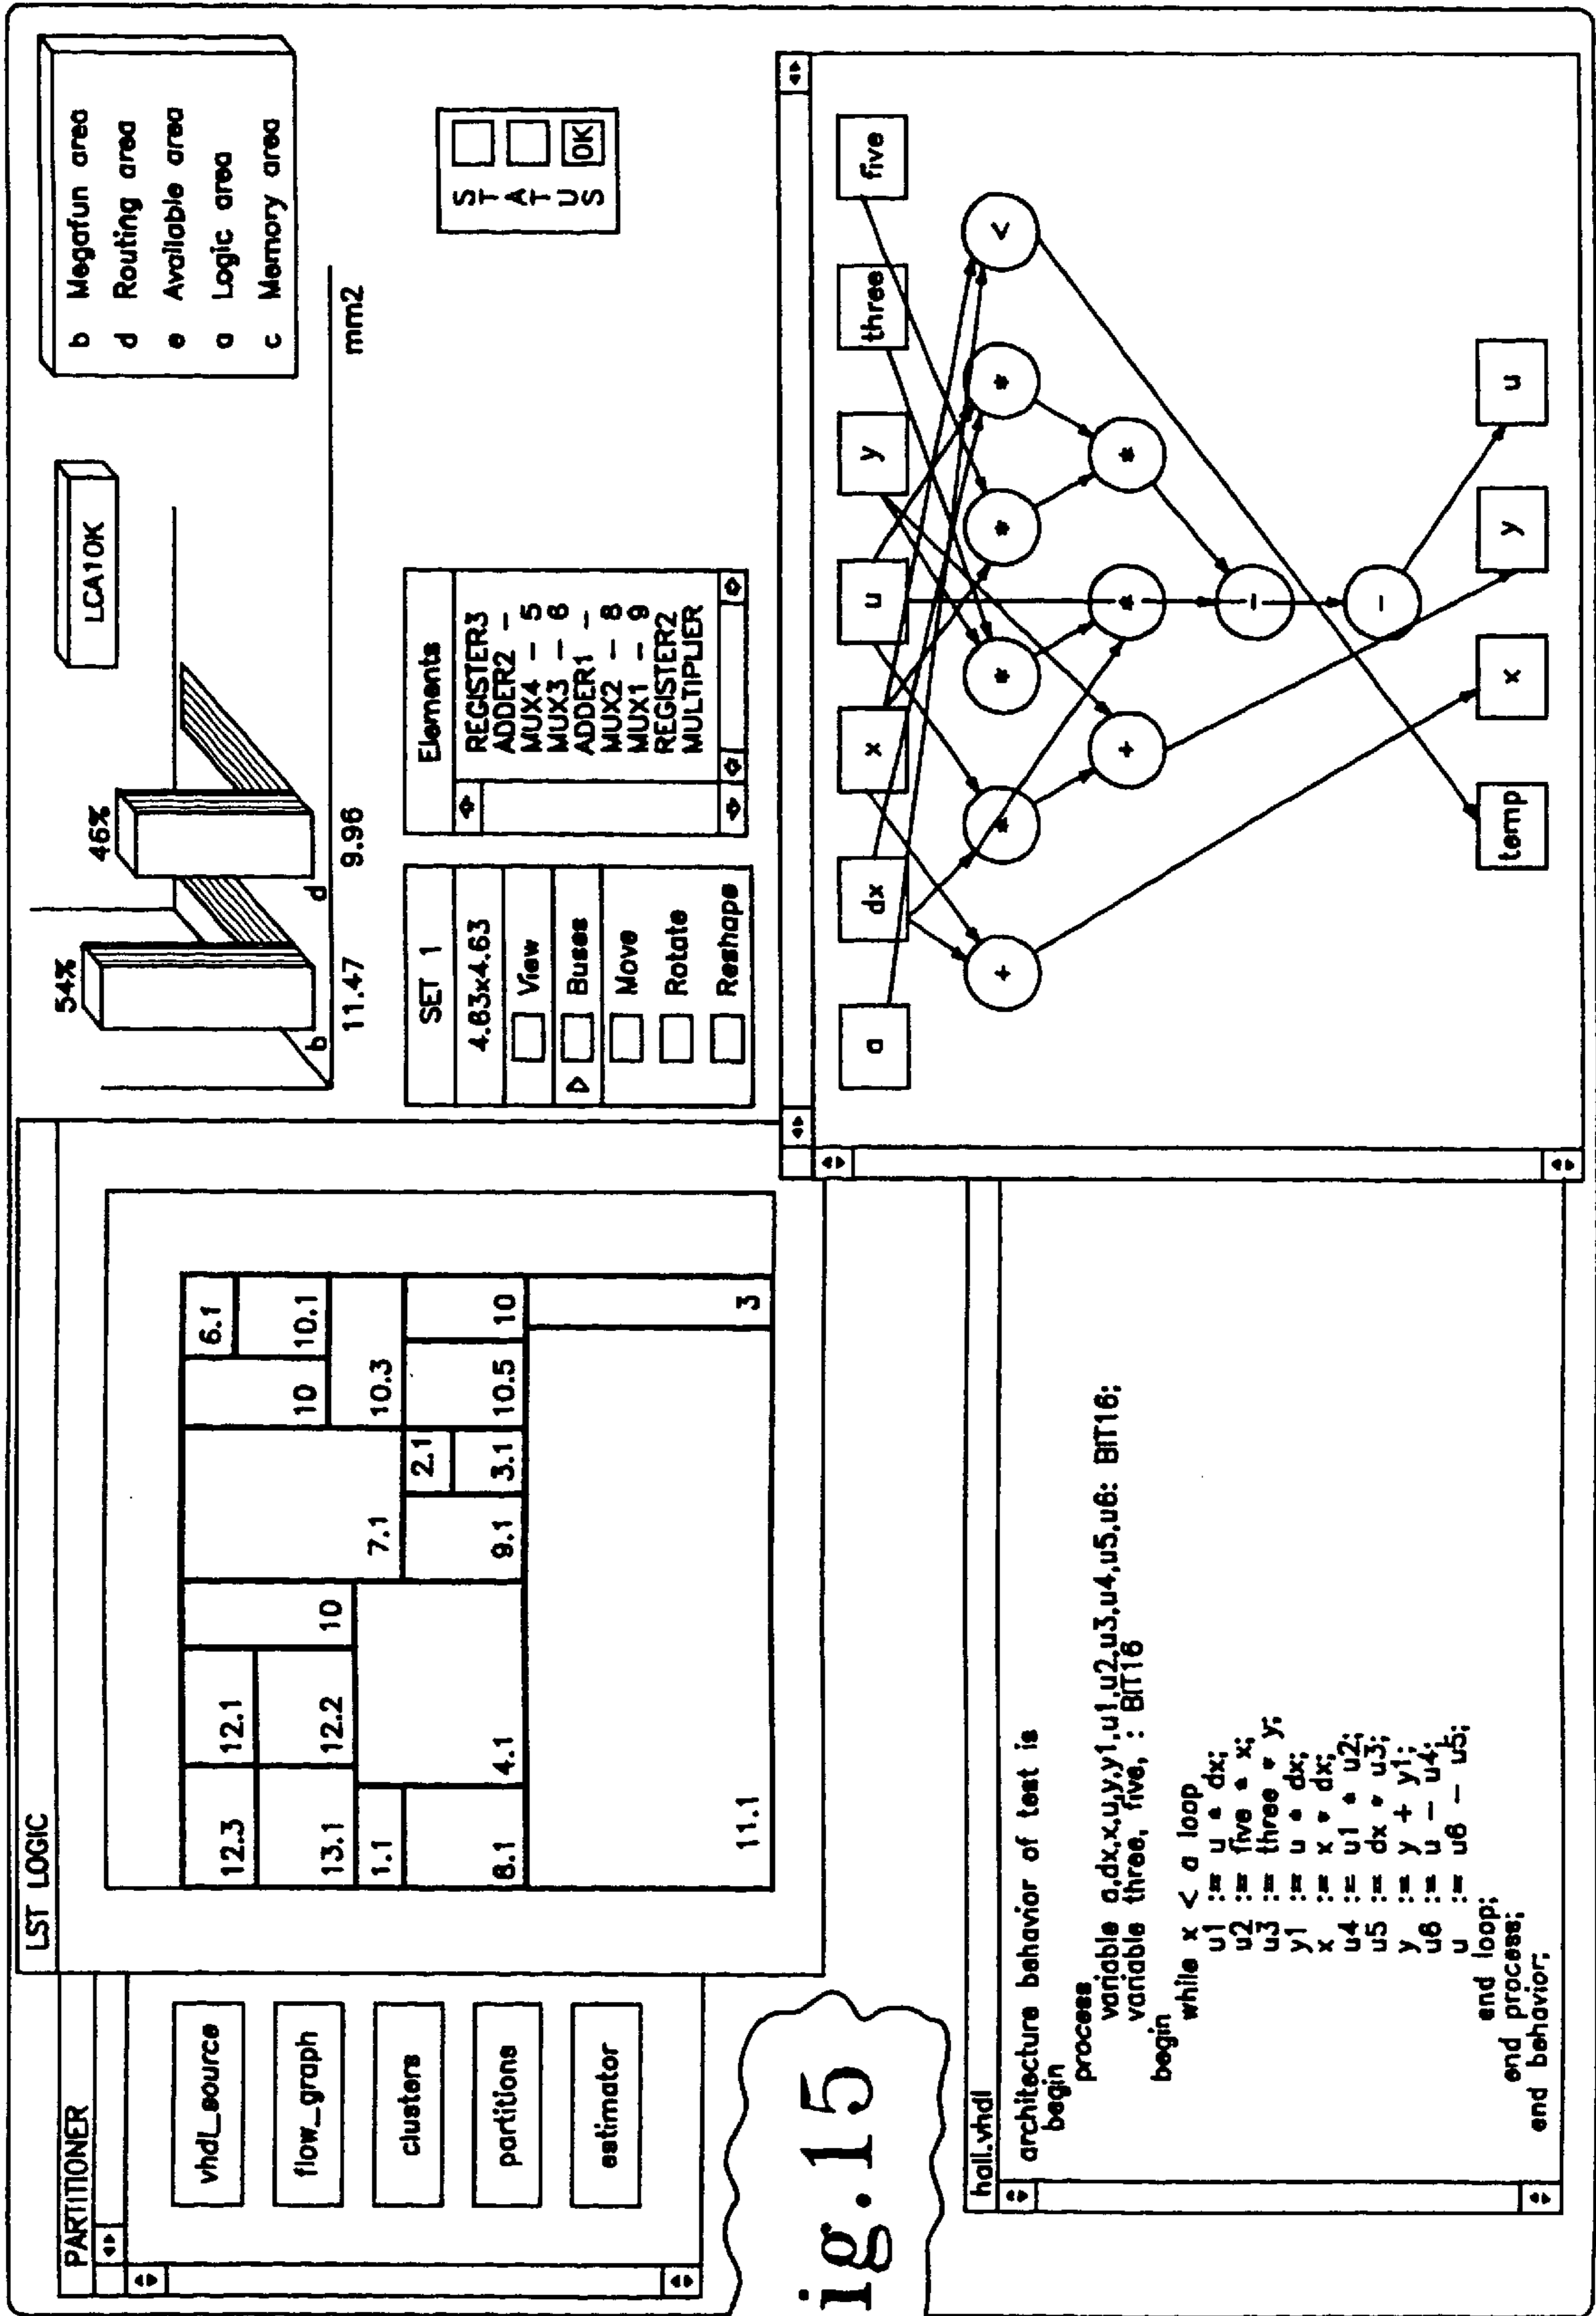 PARTITIONER
vhdl_source
flow_graph
clusters
partitions
estimator
LST LOGIC
12.3
12.1
10
7.1
10
6.1
10.1
13.1
12.2
10.3
1.1
2.1
8.1
4.1
9.1
3.1
10.5
10
11.1
3
54%
46%
b
d
11.47
9.96
mm2
LCA10K
b Megafun area
d Routing area
e Available area
a Logic area
c Memory area
SET 1
4.63x4.63
View
Buses
Move
Rotate
Reshape
Elements
REGISTER3
ADDER2 -
MUX4 - 5
MUX3 - 6
ADDER1 -
MUX2 - 8
MUX1 - 9
REGISTER2
MULTIPLIER
STATUS
OK
ig.15
hall.vhdl
architecture behavior of test is
begin
process
variable a,dx,x,u,y,y1,u1,u2,u3,u4,u5,u6: BIT16;
variable three, five, : BIT16
begin
while x < a loop
u1 := u * dx;
u2 := five * x;
u3 := three * y;
y1 := u * dx;
x := x * dx;
u4 := u1 * u2;
u5 := dx * u3;
y := y + y1;
u6 := u - u4;
u := u6 - u5;
end loop;
end process;
end behavior;
a
dx
x
u
y
three
five
+
*
*
*
*
<
+
*
*
-
-
temp
x
y
u